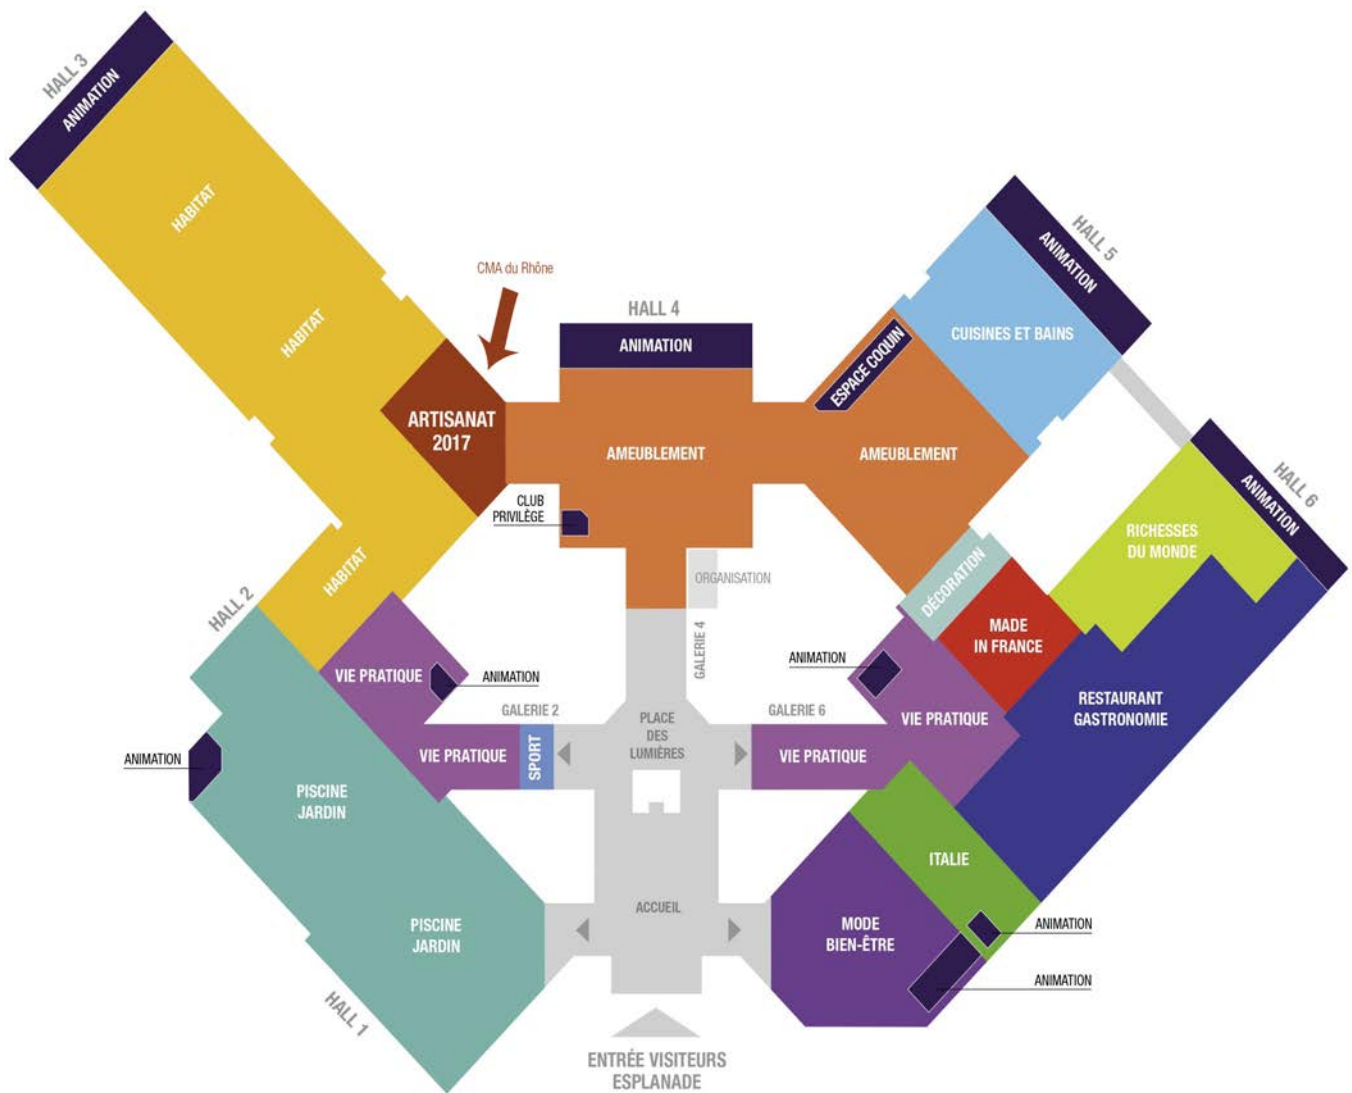 HALL 3
ANIMATION
HABITAT
HABITAT
HABITAT
CMA du Rhône
ARTISANAT
2017
HALL 4
ANIMATION
AMEUBLEMENT
CLUB
PRIVILÈGE
ORGANISATION
GALERIE 4
HALL 5
ANIMATION
CUISINES ET BAINS
ESPACE COQUIN
AMEUBLEMENT
HALL 6
ANIMATION
RICHESSES
DU MONDE
DÉCORATION
MADE
IN FRANCE
RESTAURANT
GASTRONOMIE
HALL 2
VIE PRATIQUE
ANIMATION
GALERIE 2
VIE PRATIQUE
SPORT
PLACE
DES
LUMIÈRES
GALERIE 6
ANIMATION
VIE PRATIQUE
VIE PRATIQUE
ANIMATION
PISCINE
JARDIN
PISCINE
JARDIN
HALL 1
ACCUEIL
ITALIE
MODE
BIEN-ÊTRE
ANIMATION
ANIMATION
ENTRÉE VISITEURS
ESPLANADE